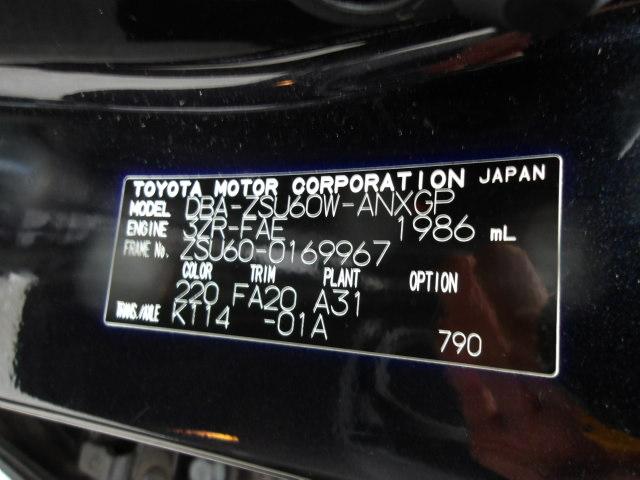 TOYOTA MOTOR CORPORATION JAPAN
MODEL DBA-ZSU60W-ANXGP
ENGINE 3ZR-FAE 1986 mL
FRAME No. ZSU60-0169967
COLOR TRIM PLANT OPTION
220 FA20 A31
TRANS./AXLE K114 -01A
790